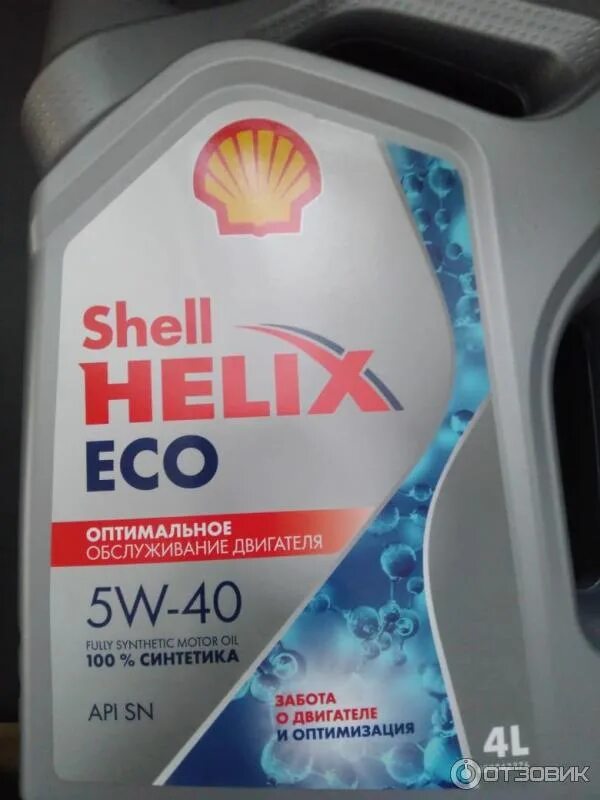 Shell
HELIX
ECO
ОПТИМАЛЬНОЕ
ОБСЛУЖИВАНИЕ ДВИГАТЕЛЯ
5W-40
FULLY SYNTHETIC MOTOR OIL
100 % СИНТЕТИКА
API SN
ЗАБОТА
О ДВИГАТЕЛЕ
И ОПТИМИЗАЦИЯ
4L
ОТЗОВИК